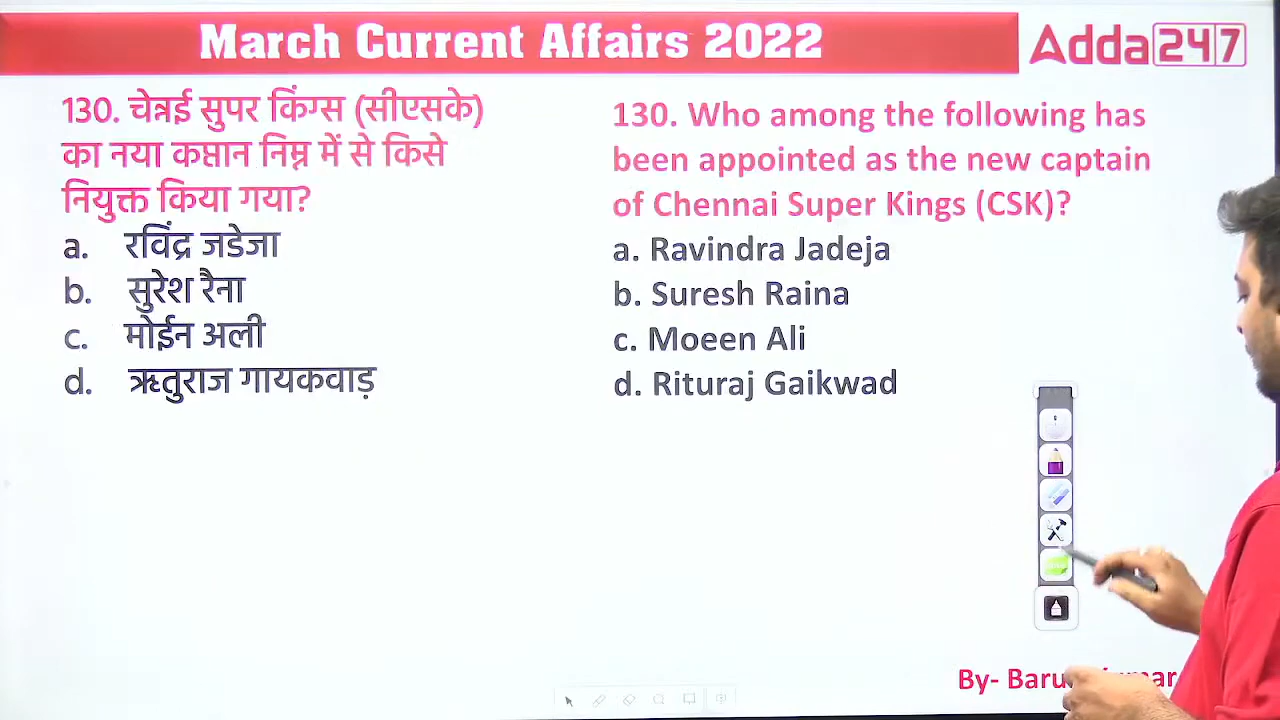 March Current Affairs 2022
Adda247
130. चेन्नई सुपर किंग्स (सीएसके)
का नया कप्तान निम्न में से किसे
नियुक्त किया गया?
a. रविंद्र जडेजा
b. सुरेश रैना
c. मोईन अली
d. ऋतुराज गायकवाड़
130. Who among the following has
been appointed as the new captain
of Chennai Super Kings (CSK)?
a. Ravindra Jadeja
b. Suresh Raina
c. Moeen Ali
d. Rituraj Gaikwad
By-